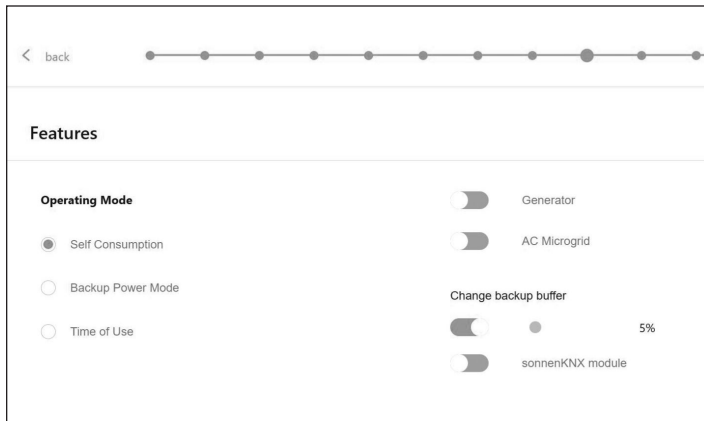 back
Features
Operating Mode
Self Consumption
Backup Power Mode
Time of Use
Generator
AC Microgrid
Change backup buffer
5%
sonnenKNX module